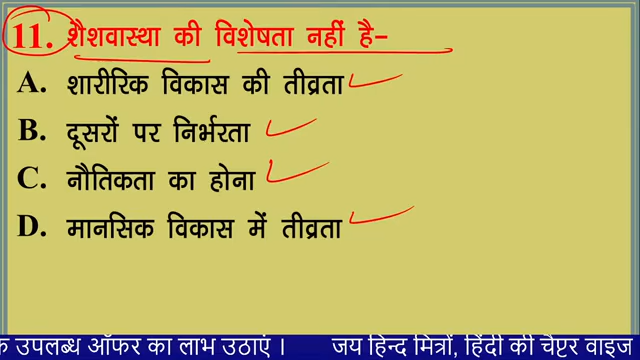 11. शैशवास्था की विशेषता नहीं है-
A. शारीरिक विकास की तीव्रता
B. दूसरों पर निर्भरता
C. नौतिकता का होना
D. मानसिक विकास में तीव्रता
उपलब्ध ऑफर का लाभ उठाएं । जय हिन्द मित्रों, हिंदी की चैप्टर वाइज